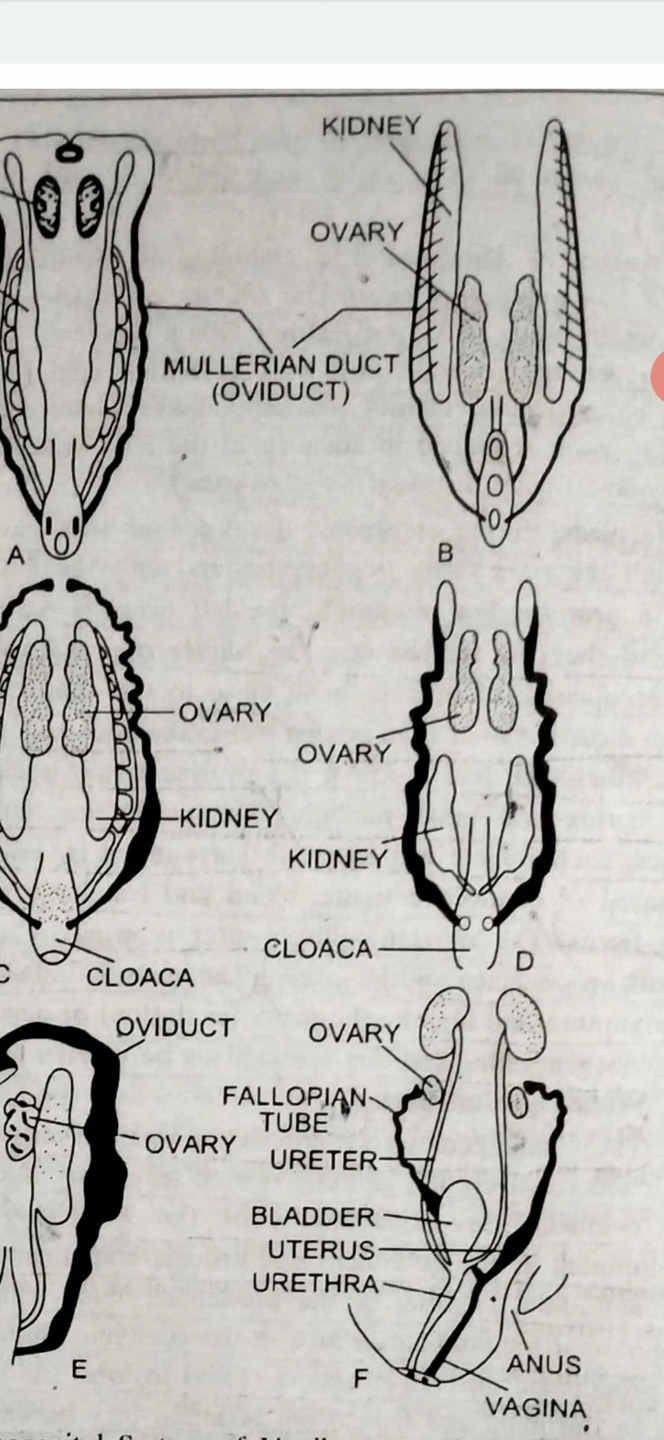 KIDNEY
OVARY
MULLERIAN DUCT
(OVIDUCT)
A
B
OVARY
OVARY
KIDNEY
KIDNEY
CLOACA
D
C
CLOACA
OVIDUCT
OVARY
FALLOPIAN
TUBE
OVARY
URETER
BLADDER
UTERUS
URETHRA
E
F
ANUS
VAGINA